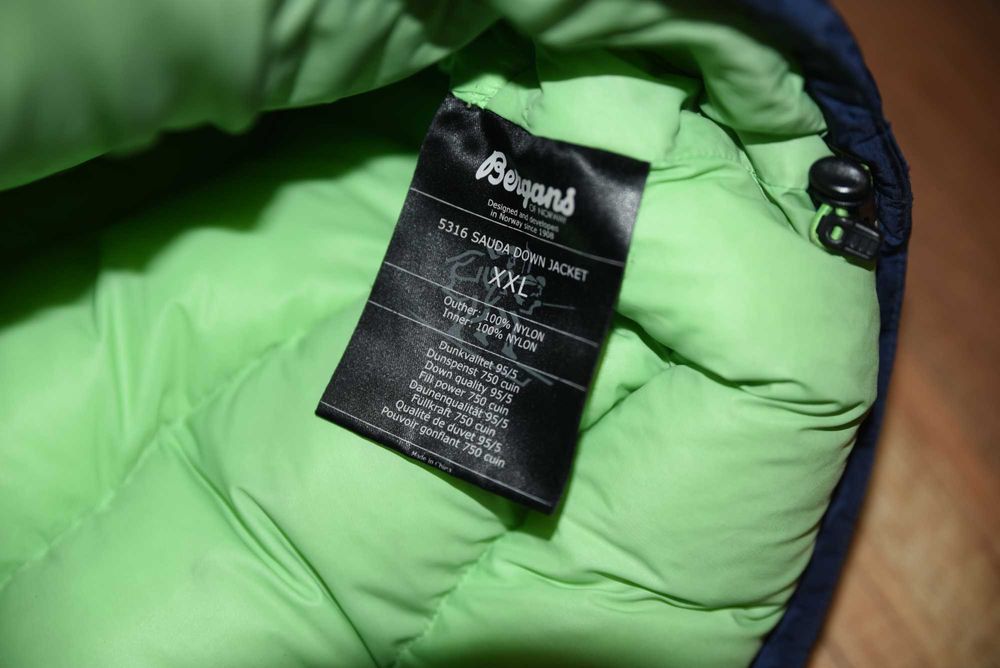 Bergans
OF NORWAY
Designed and developed
in Norway since 1908
5316 SAUDA DOWN JACKET
XXL
Outher: 100% NYLON
Inner: 100% NYLON
Dunkvalitet 95/5
Dunspenst 750 cuin
Down quality 95/5
Fill power 750 cuin
Daunenqualität 95/5
Füllkraft 750 cuin
Qualité de duvet 95/5
Pouvoir gonflant 750 cuin
Made in China